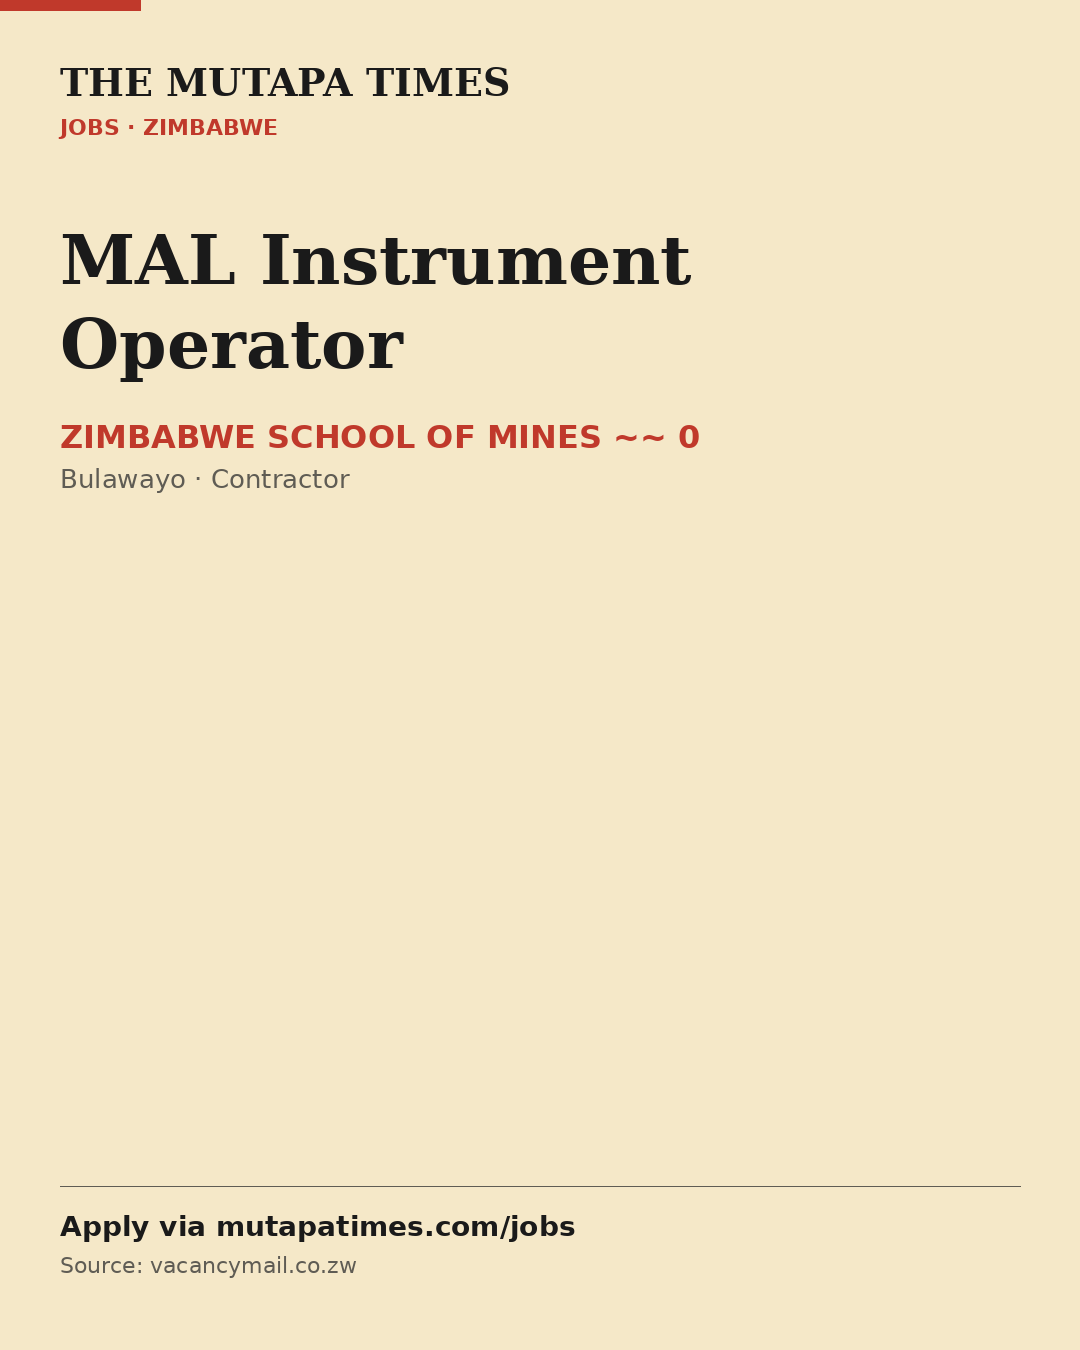 THE MUTAPA TIMES
JOBS · ZIMBABWE
MAL Instrument
Operator
ZIMBABWE SCHOOL OF MINES ~~ 0
Bulawayo · Contractor
Apply via mutapatimes.com/jobs
Source: vacancymail.co.zw